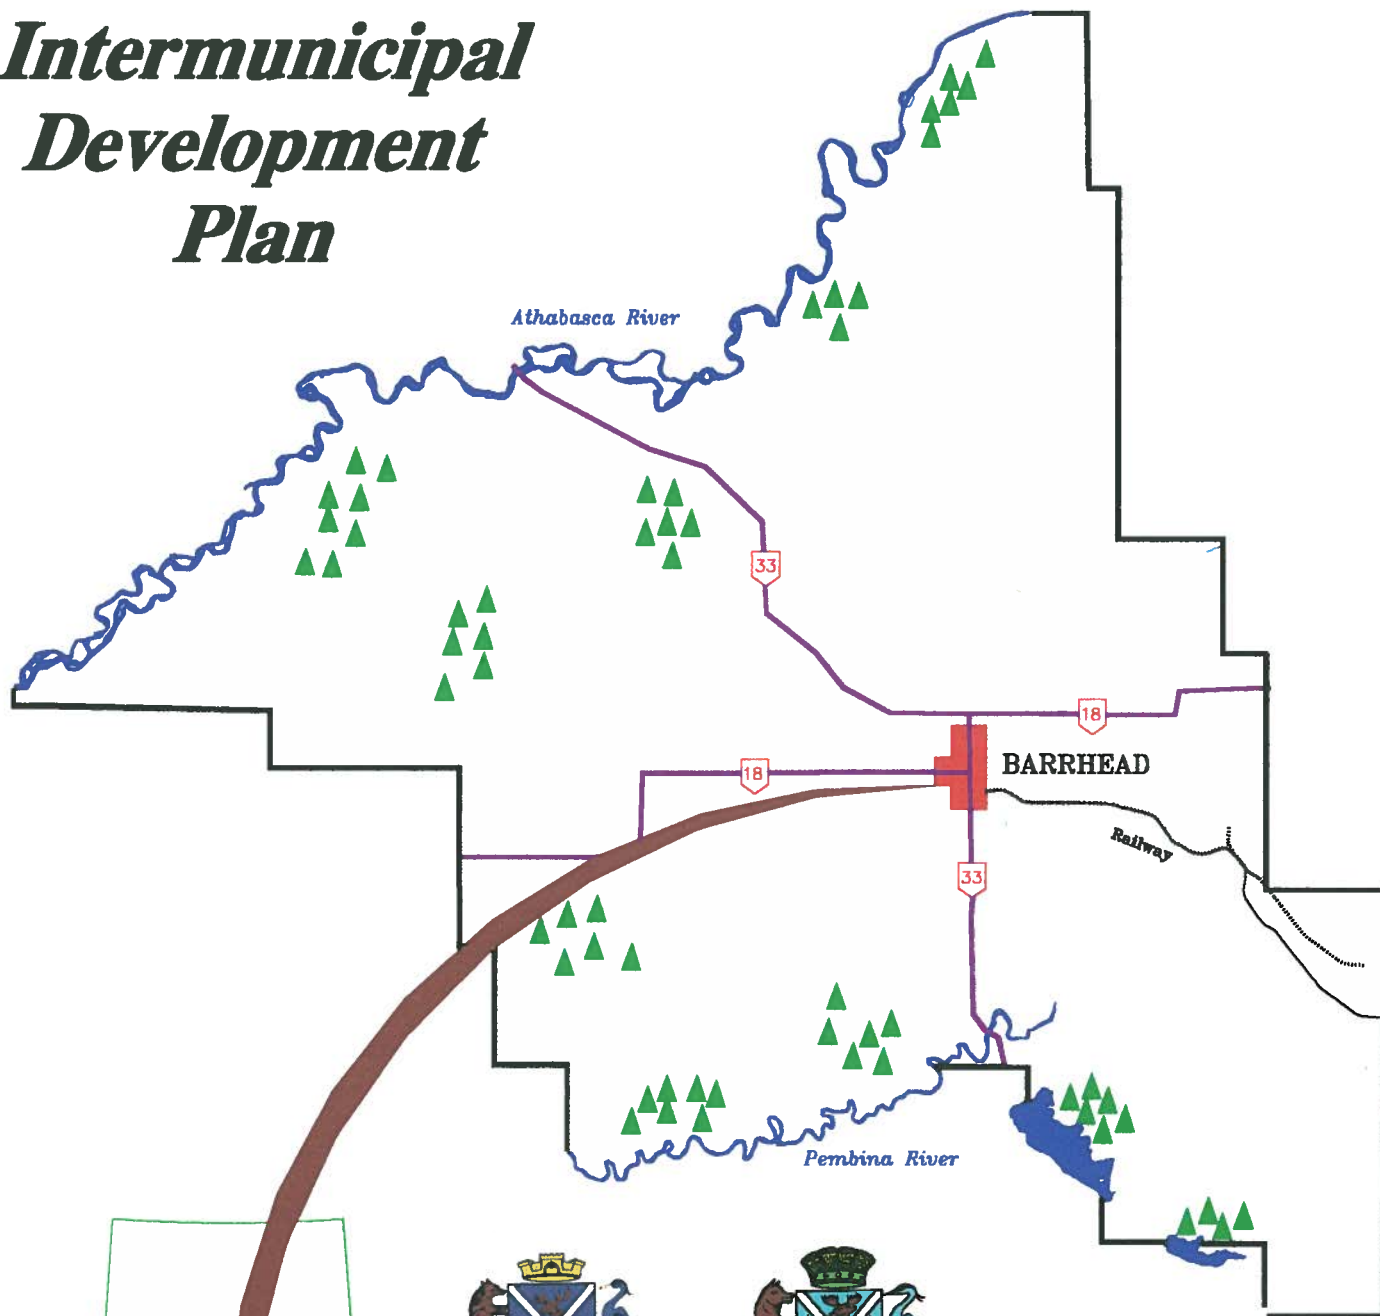 Intermunicipal
Development
Plan
Athabasca River
33
18
BARRHEAD
18
Railway
33
Pembina River